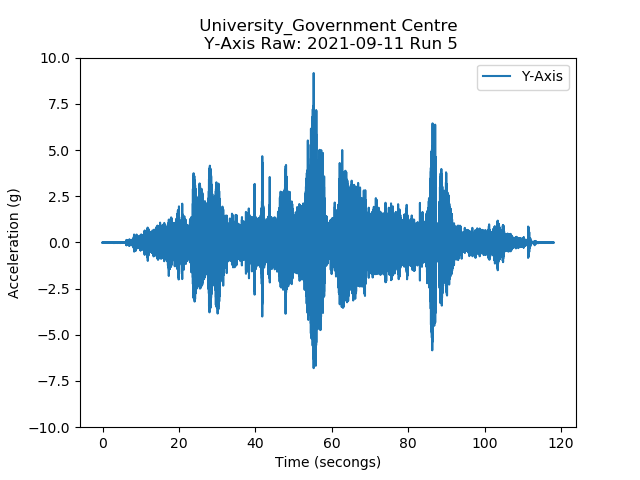 University_Government Centre
Y-Axis Raw: 2021-09-11 Run 5
Y-Axis
Acceleration (g)
10.0
7.5
5.0
2.5
0.0
−2.5
−5.0
−7.5
−10.0
0 20 40 60 80 100 120
Time (secongs)